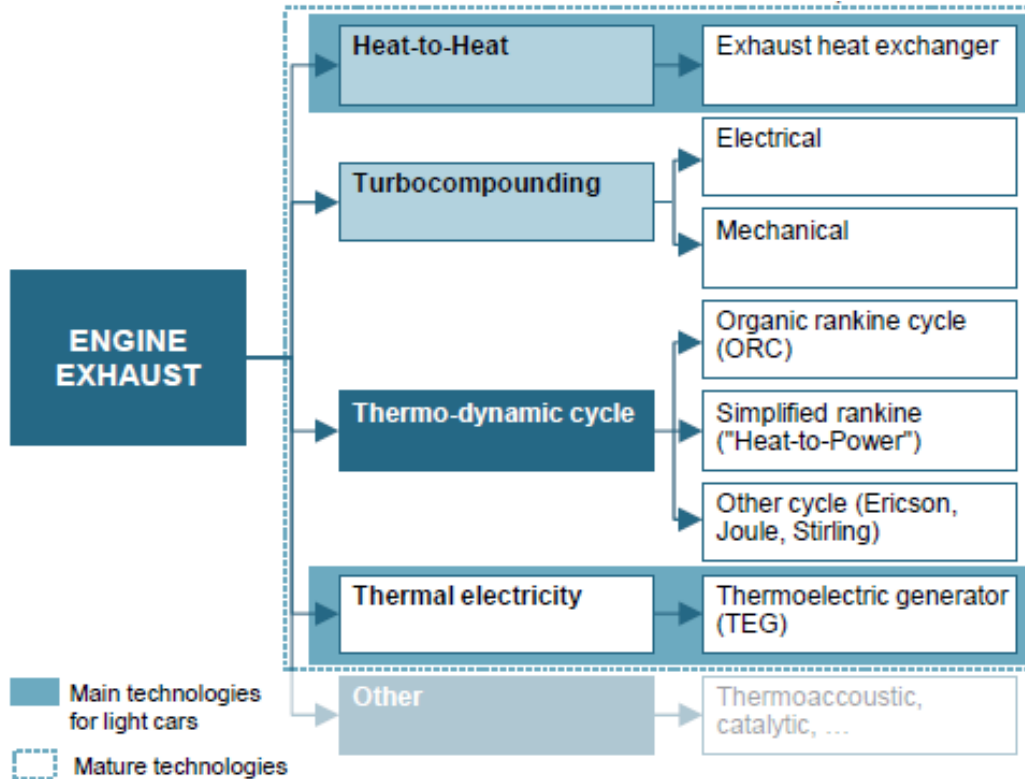 Heat-to-Heat
Exhaust heat exchanger
Turbocompounding
Electrical
Mechanical
ENGINE
EXHAUST
Thermo-dynamic cycle
Organic rankine cycle
(ORC)
Simplified rankine
("Heat-to-Power")
Other cycle (Ericson,
Joule, Stirling)
Thermal electricity
Thermoelectric generator
(TEG)
Other
Thermoaccoustic,
catalytic, ...
Main technologies
for light cars
Mature technologies